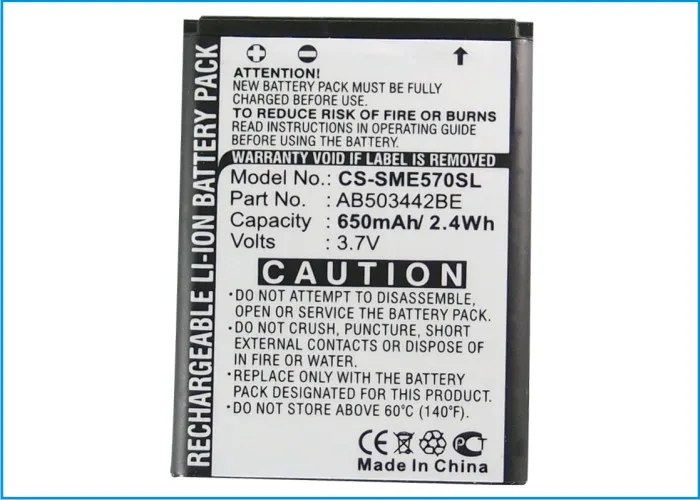 RECHARGEABLE LI-ION BATTERY PACK
ATTENTION!
NEW BATTERY PACK MUST BE FULLY
CHARGED BEFORE USE.
TO REDUCE RISK OF FIRE OR BURNS
READ INSTRUCTIONS IN OPERATING GUIDE
BEFORE USING BATTERY.
WARRANTY VOID IF LABEL IS REMOVED
Model No.: CS-SME570SL
Part No. : AB503442BE
Capacity : 650mAh/ 2.4Wh
Volts : 3.7V
CAUTION
•DO NOT ATTEMPT TO DISASSEMBLE,
OPEN OR SERVICE THE BATTERY PACK.
•DO NOT CRUSH, PUNCTURE, SHORT
EXTERNAL CONTACTS OR DISPOSED OF
IN FIRE OR WATER.
•REPLACE ONLY WITH THE BATTERY
PACK DESIGNATED FOR THIS PRODUCT.
•DO NOT STORE ABOVE 60°C (140°F).
CE
Made In China